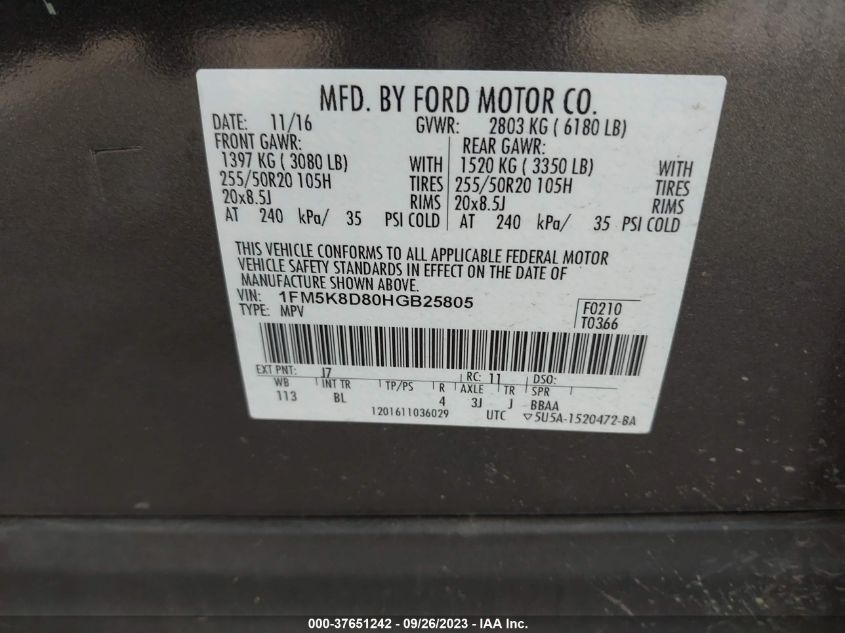 MFD. BY FORD MOTOR CO.
DATE: 11/16 GVWR: 2803 KG ( 6180 LB)
FRONT GAWR: REAR GAWR:
1397 KG ( 3080 LB) WITH 1520 KG ( 3350 LB) WITH
255/50R20 105H TIRES 255/50R20 105H TIRES
20x8.5J RIMS 20x8.5J RIMS
AT 240 kPa/ 35 PSI COLD AT 240 kPa/ 35 PSI COLD
THIS VEHICLE CONFORMS TO ALL APPLICABLE FEDERAL MOTOR
VEHICLE SAFETY STANDARDS IN EFFECT ON THE DATE OF
MANUFACTURE SHOWN ABOVE.
VIN: 1FM5K8D80HGB25805 F0210
TYPE: MPV T0366
EXT PNT: J7 RC: 11 DSO:
WB INT TR TP/PS R AXLE TR SPR
113 BL 4 3J J BBAA
1201611036029 UTC ▽5U5A-1520472-BA
000-37651242 - 09/26/2023 - IAA Inc.